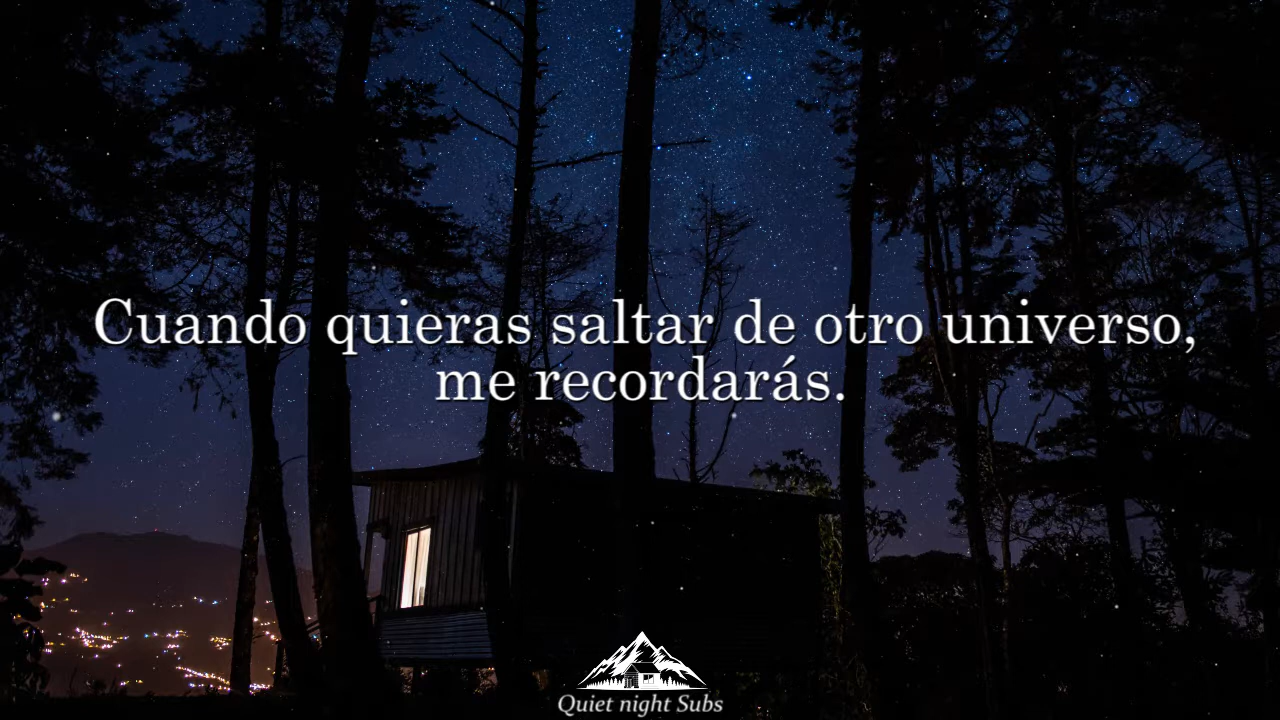 Cuando quieras saltar de otro universo,
me recordarás.
Quiet night Subs